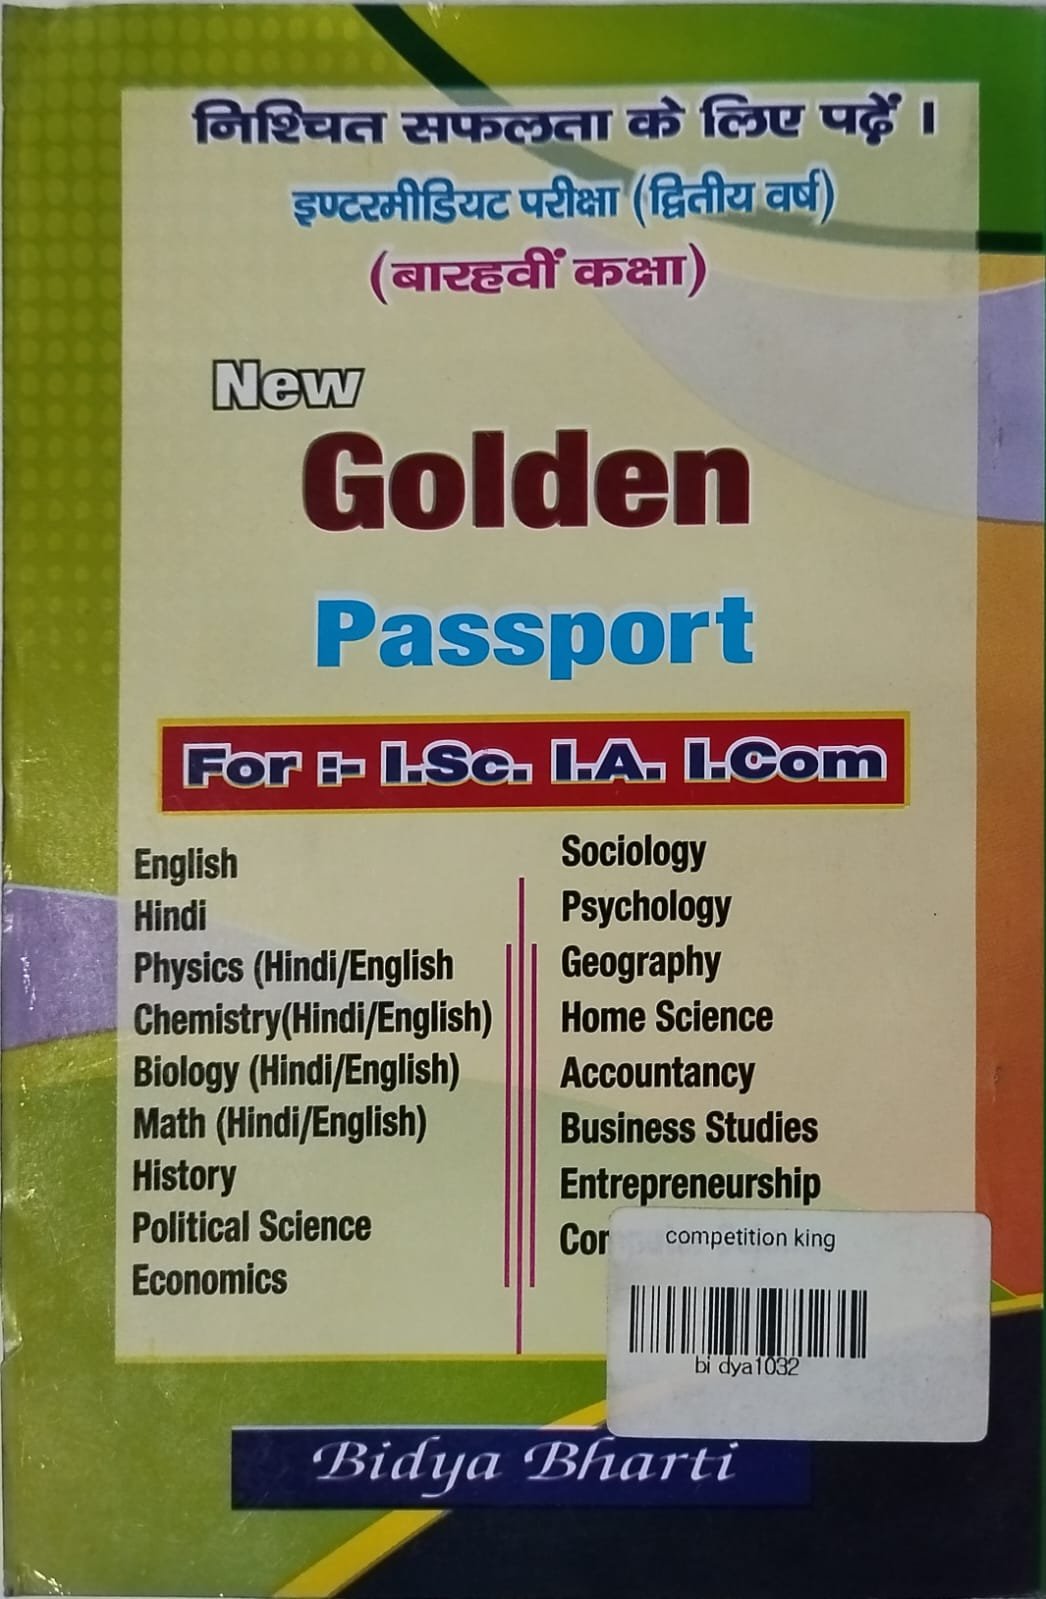 निश्चित सफलता के लिए पढ़ें ।
इण्टरमीडियट परीक्षा (द्वितीय वर्ष)
(बारहवीं कक्षा)
New
Golden
Passport
For :- I.Sc. I.A. I.Com
English
Hindi
Physics (Hindi/English
Chemistry(Hindi/English)
Biology (Hindi/English)
Math (Hindi/English)
History
Political Science
Economics
Sociology
Psychology
Geography
Home Science
Accountancy
Business Studies
Entrepreneurship
competition king
bi dya1032
Bidya Bharti